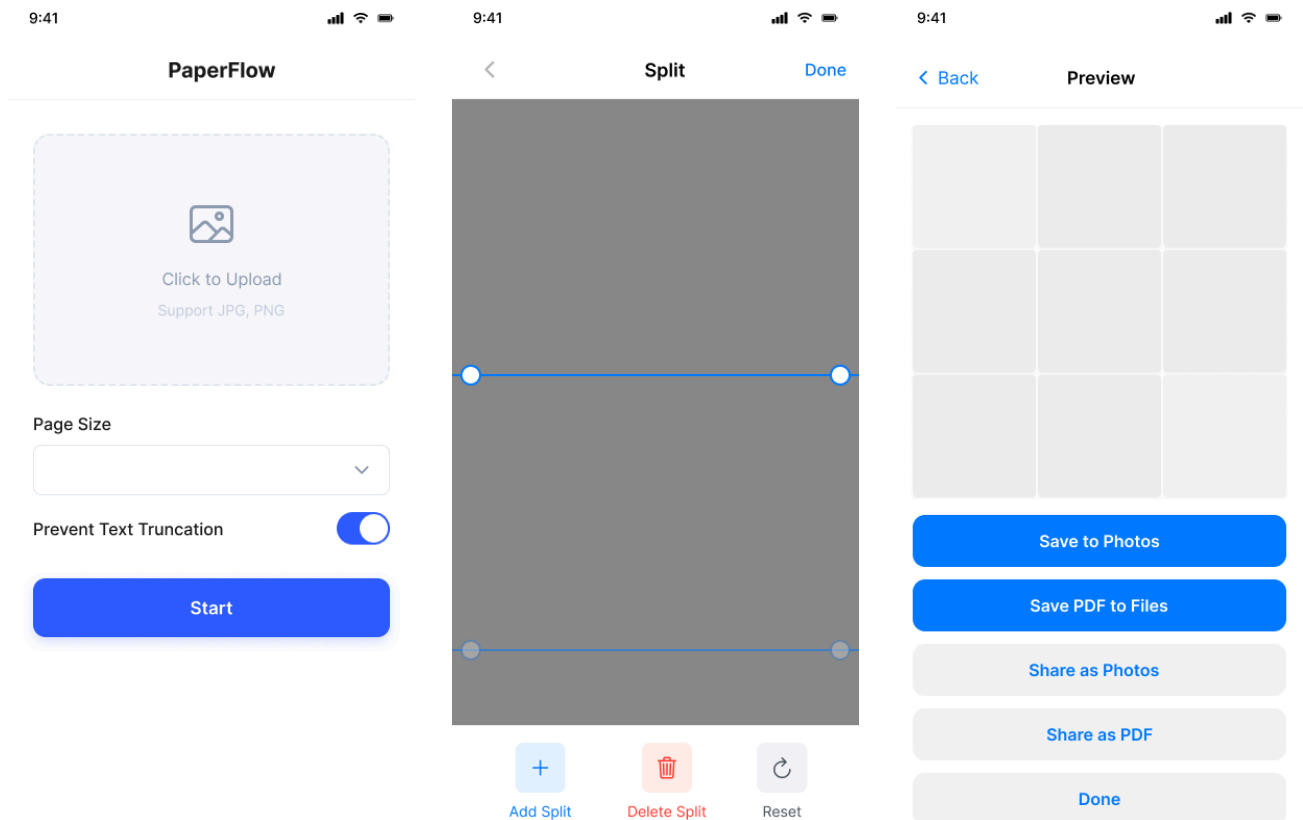 9:41
PaperFlow
Click to Upload
Support JPG, PNG
Page Size
Prevent Text Truncation
Start
9:41
Split
Done
Add Split
Delete Split
Reset
9:41
Back
Preview
Save to Photos
Save PDF to Files
Share as Photos
Share as PDF
Done